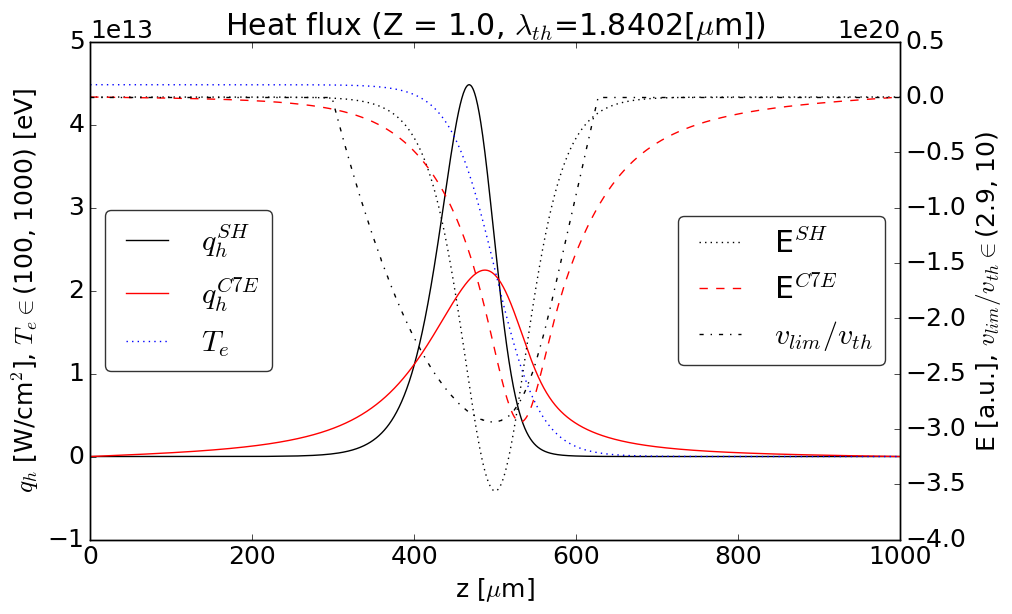 Heat flux (Z = 1.0, λ_th=1.8402[μm])
1e13
1e20
5
4
3
2
1
0
−1
q_h [W/cm²], T_e ∈ (100, 1000) [eV]
q_h^SH
q_h^C7E
T_e
E^SH
E^C7E
v_lim/v_th
0.5
0.0
−0.5
−1.0
−1.5
−2.0
−2.5
−3.0
−3.5
−4.0
E [a.u.], v_lim/v_th ∈ (2.9, 10)
0 200 400 600 800 1000
z [μm]